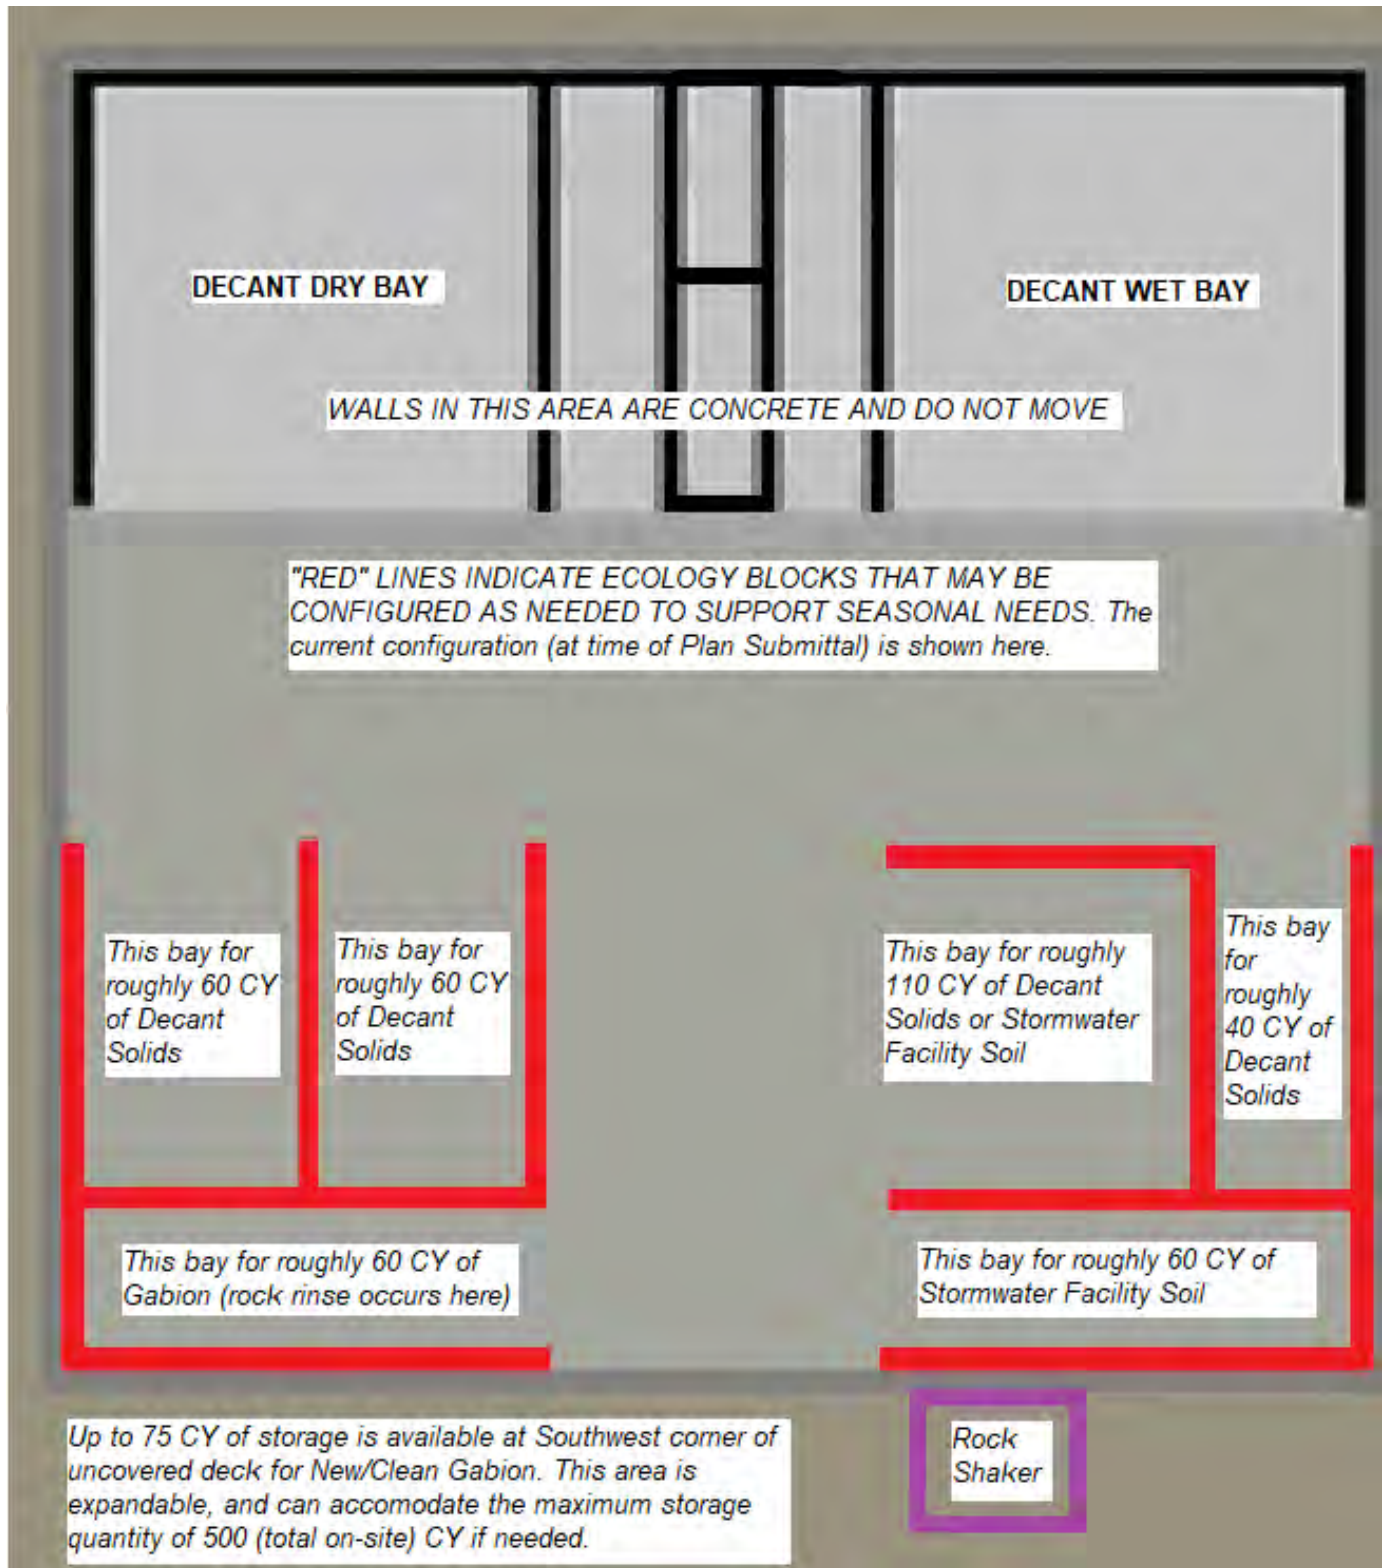 DECANT DRY BAY
DECANT WET BAY
WALLS IN THIS AREA ARE CONCRETE AND DO NOT MOVE
"RED" LINES INDICATE ECOLOGY BLOCKS THAT MAY BE
CONFIGURED AS NEEDED TO SUPPORT SEASONAL NEEDS. The
current configuration (at time of Plan Submittal) is shown here.
This bay for
roughly 60 CY
of Decant
Solids
This bay for
roughly 60 CY
of Decant
Solids
This bay for roughly
110 CY of Decant
Solids or Stormwater
Facility Soil
This bay
for
roughly
40 CY of
Decant
Solids
This bay for roughly 60 CY of
Gabion (rock rinse occurs here)
This bay for roughly 60 CY of
Stormwater Facility Soil
Up to 75 CY of storage is available at Southwest corner of
uncovered deck for New/Clean Gabion. This area is
expandable, and can accomodate the maximum storage
quantity of 500 (total on-site) CY if needed.
Rock
Shaker